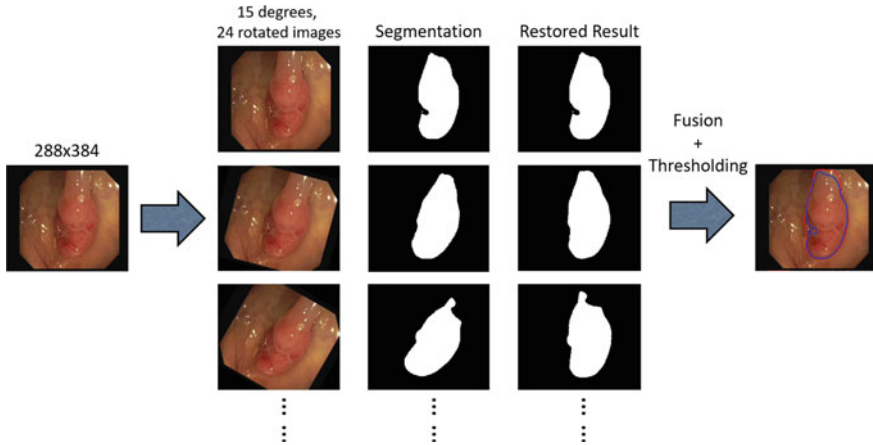 15 degrees,
24 rotated images
Segmentation
Restored Result
288x384
Fusion
+
Thresholding